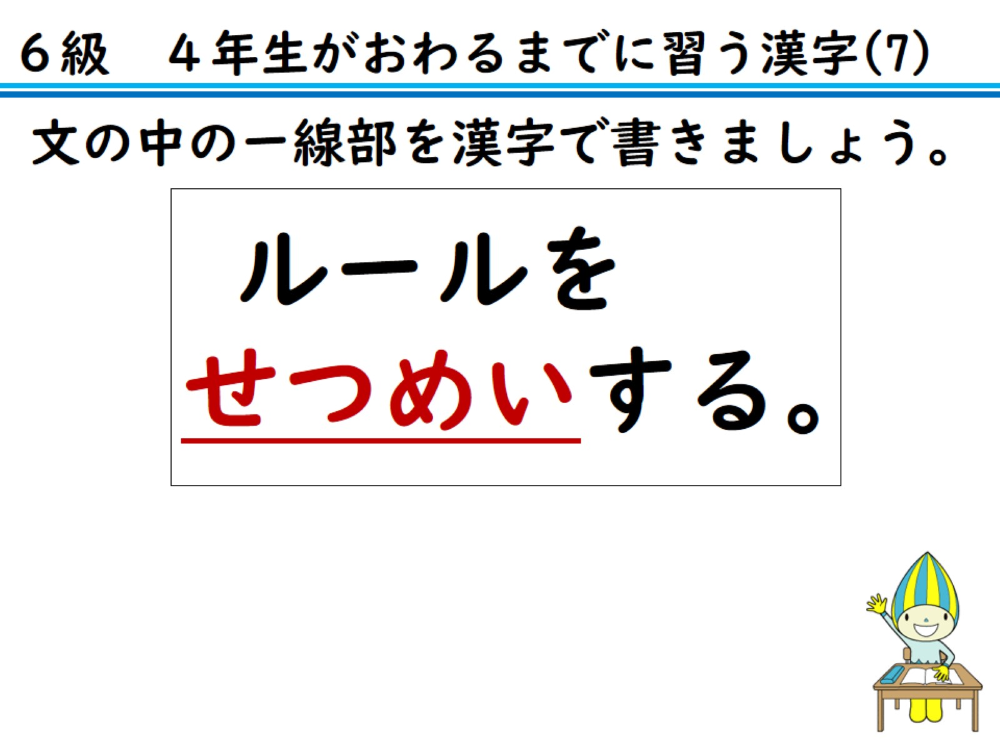 ６級　４年生がおわるまでに習う漢字(7)
文の中の一線部を漢字で書きましょう。
ルールを
せつめいする。